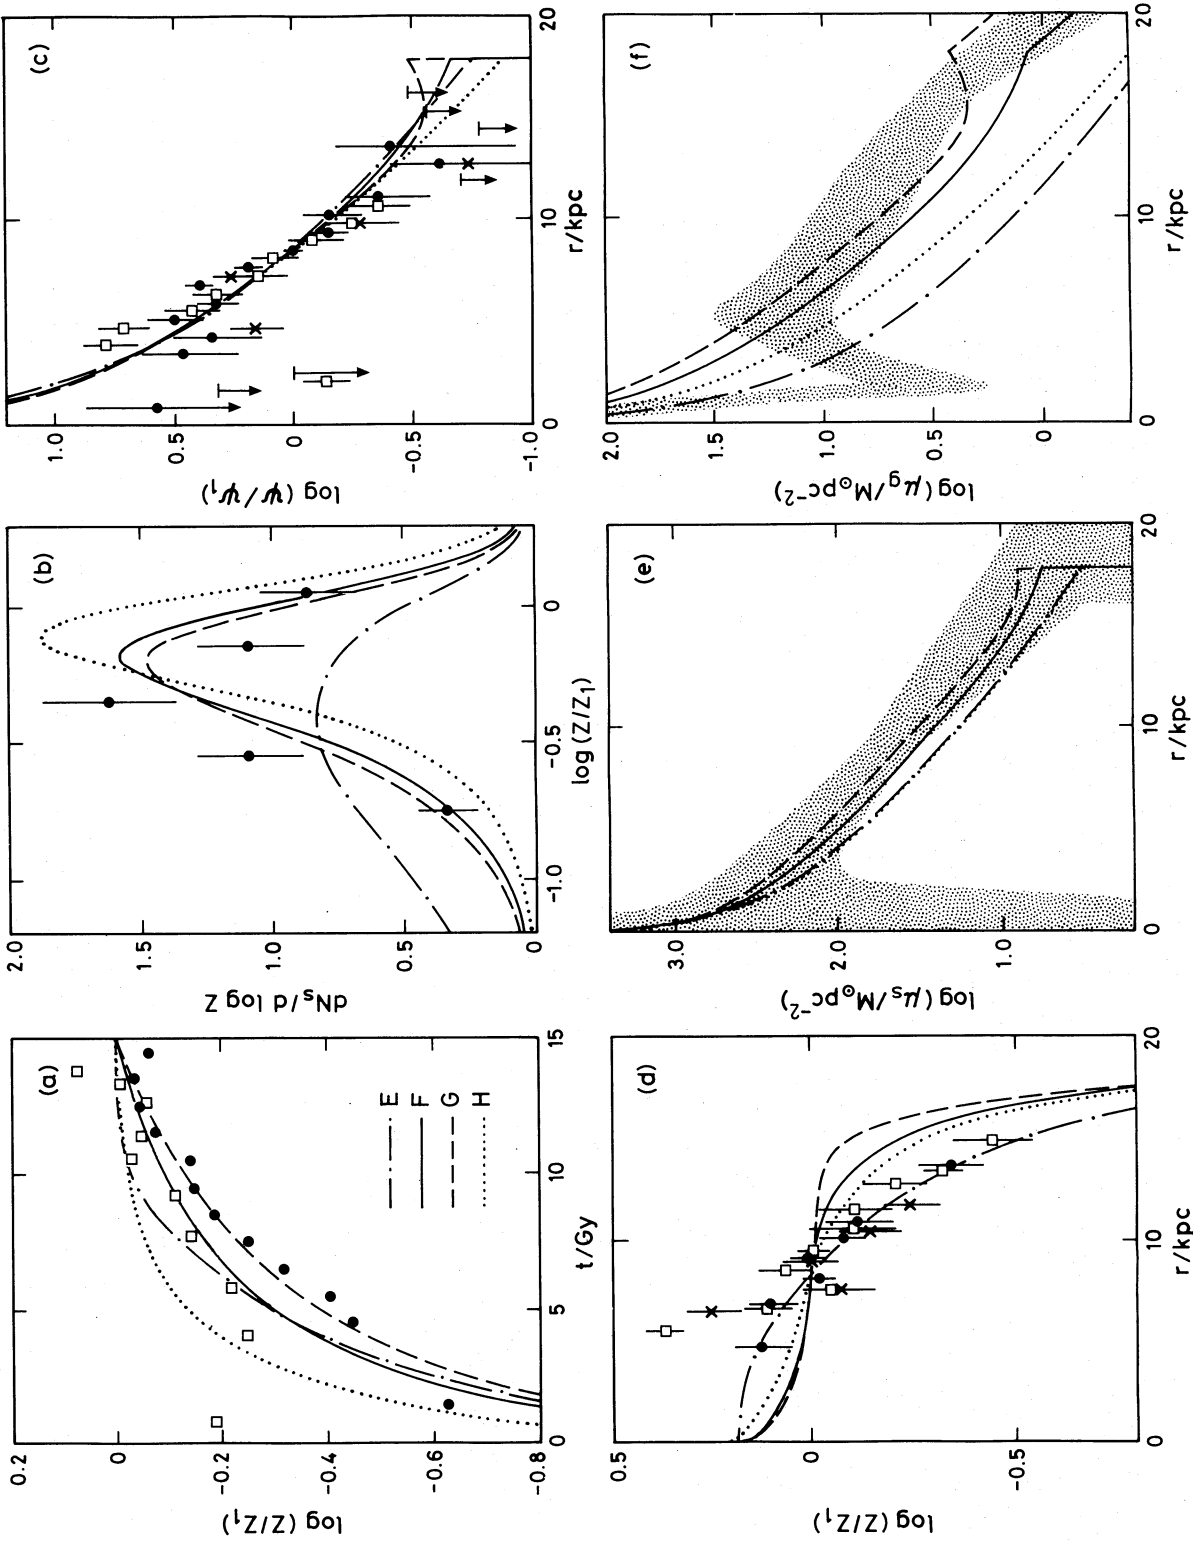 (a)
0.2
0
-0.2
-0.4
-0.6
-0.8
log (Z/Z1)
0
5
10
15
t/Gy
E
F
G
H
(b)
2.0
1.5
1.0
0.5
0
dNs/d log Z
-1.0
-0.5
0
log (Z/Z1)
(c)
1.0
0.5
0
-0.5
-1.0
log (ψ/ψ1)
0
10
20
r/kpc
(d)
0.5
0
-0.5
log (Z/Z1)
0
10
20
r/kpc
(e)
3.0
2.0
1.0
log (μs/M⊙pc-2)
0
10
20
r/kpc
(f)
2.0
1.5
1.0
0.5
0
log (μg/M⊙pc-2)
0
10
20
r/kpc